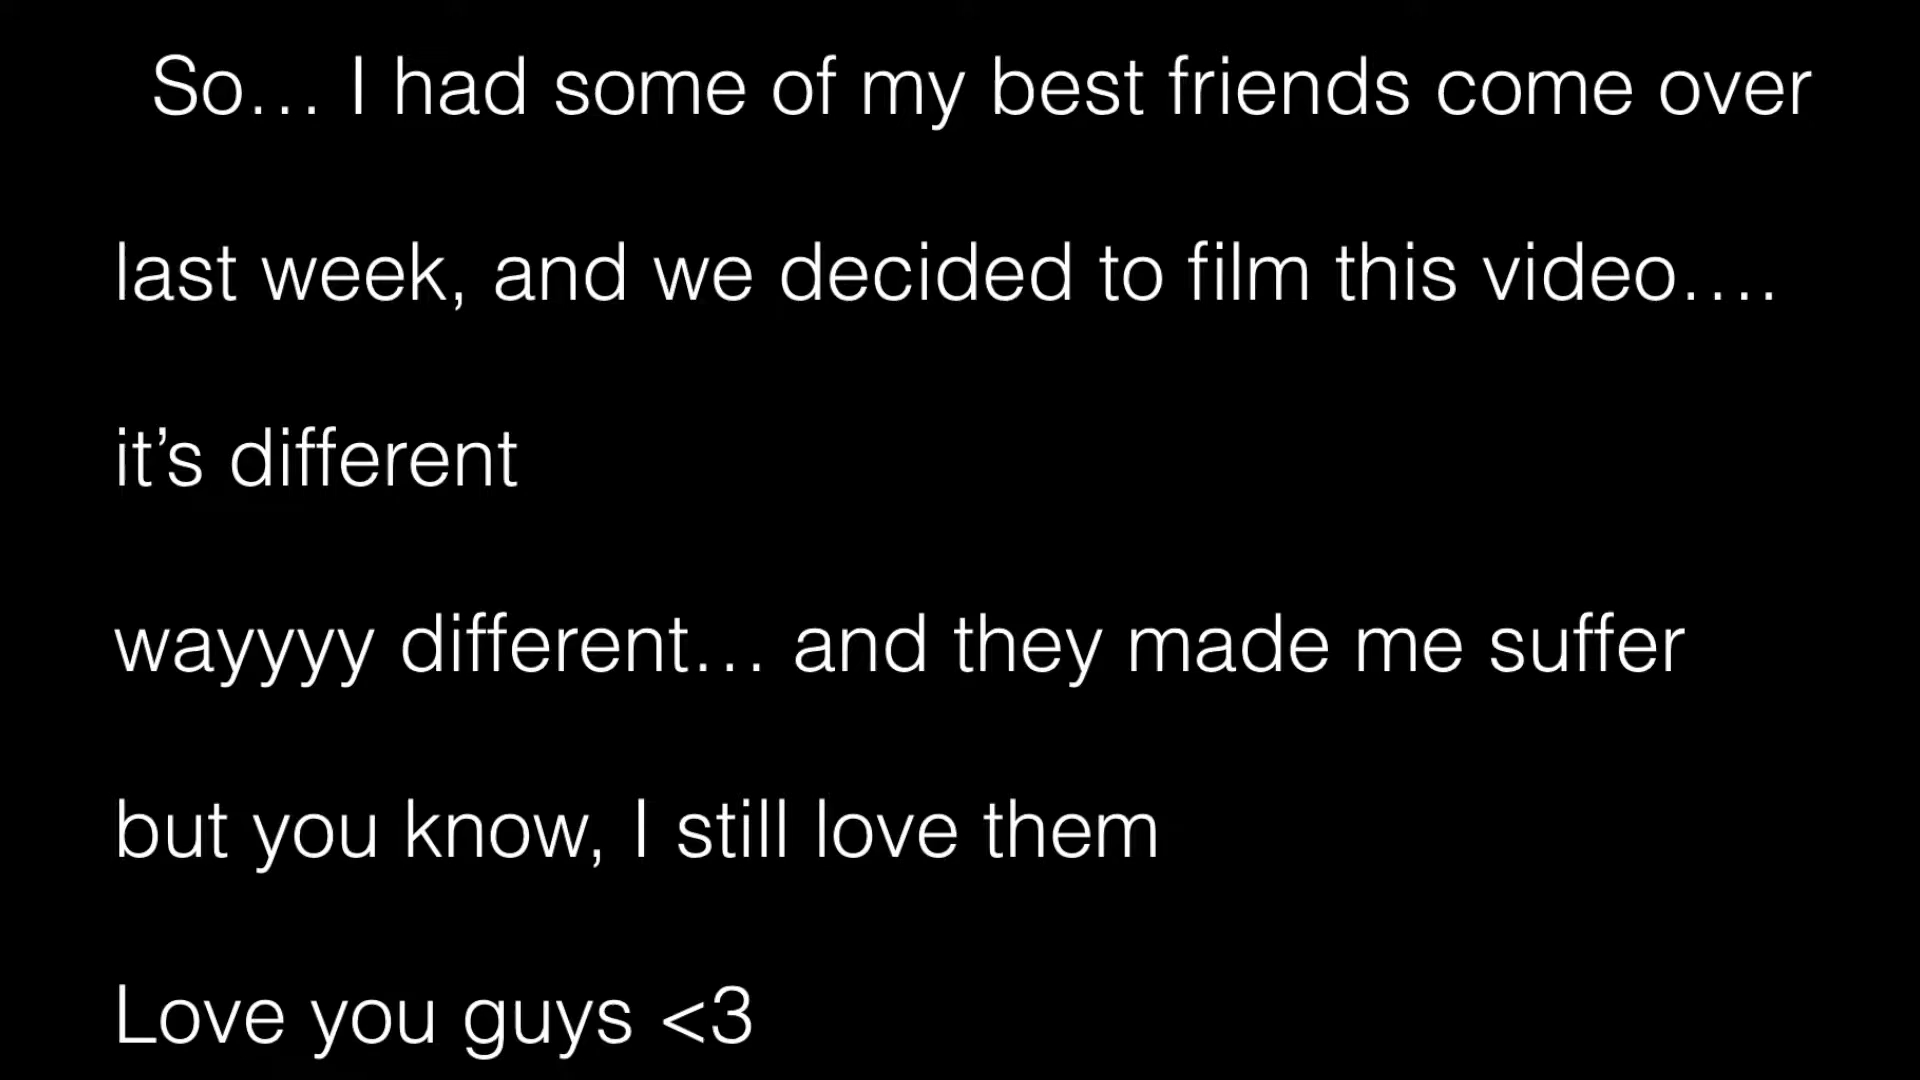 So… I had some of my best friends come over
last week, and we decided to film this video….
it’s different
wayyyy different… and they made me suffer
but you know, I still love them
Love you guys <3